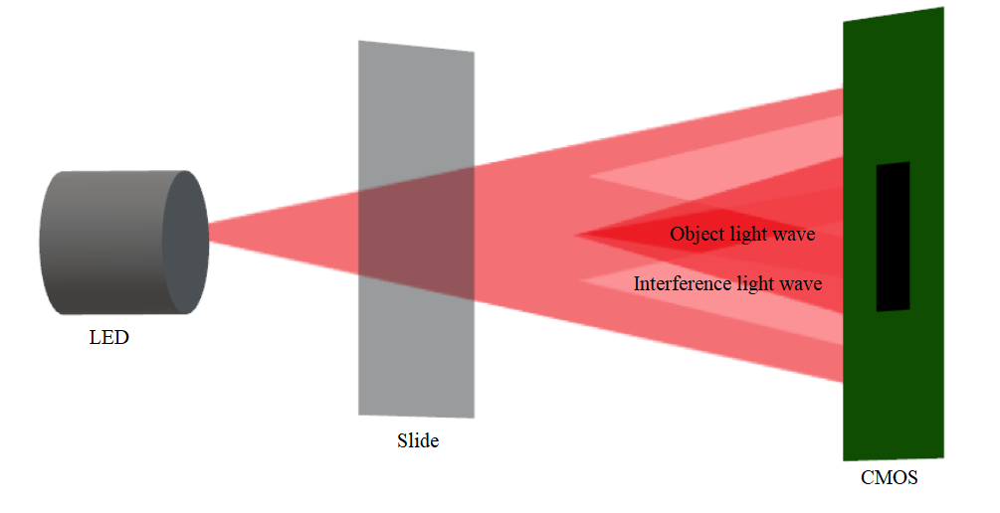 Object light wave
Interference light wave
LED
Slide
CMOS